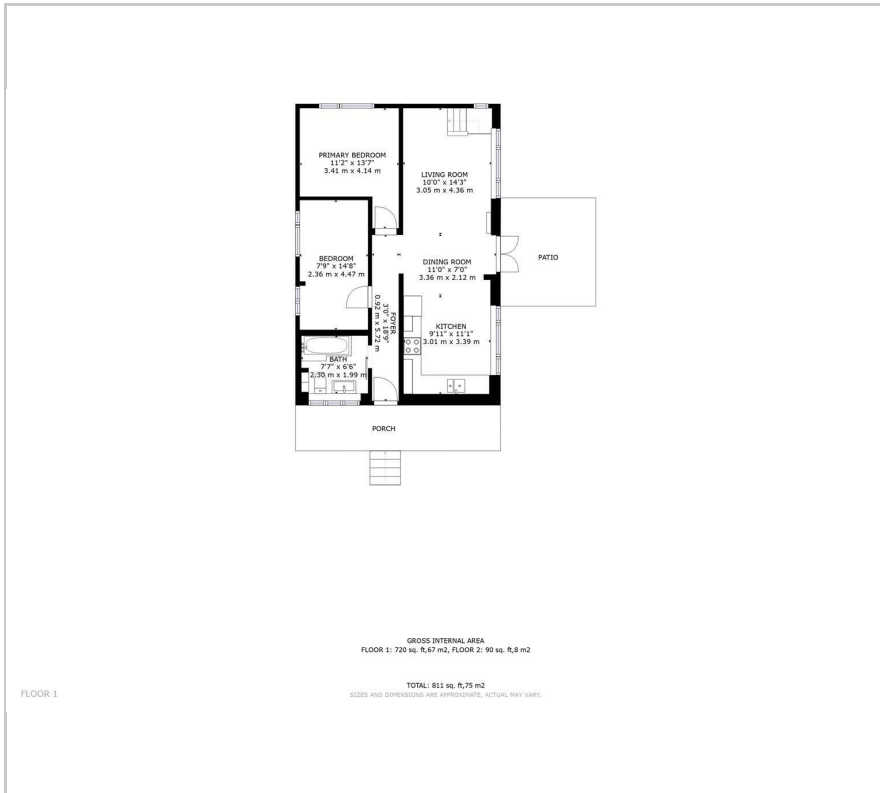 PRIMARY BEDROOM
11'2" x 13'7"
3.41 m x 4.14 m
LIVING ROOM
10'0" x 14'3"
3.05 m x 4.36 m
BEDROOM
7'9" x 14'8"
2.36 m x 4.47 m
DINING ROOM
11'0" x 7'0"
3.36 m x 2.12 m
PATIO
FOYER
3'0" x 18'9"
0.92 m x 5.72 m
KITCHEN
9'11" x 11'1"
3.01 m x 3.39 m
BATH
7'7" x 6'6"
2.30 m x 1.99 m
PORCH
GROSS INTERNAL AREA
FLOOR 1: 720 sq. ft,67 m2, FLOOR 2: 90 sq. ft,8 m2
TOTAL: 811 sq. ft,75 m2
SIZES AND DIMENSIONS ARE APPROXIMATE, ACTUAL MAY VARY.
FLOOR 1